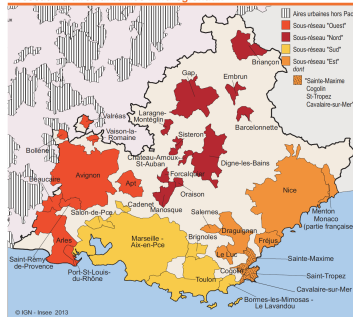 Aires urbaines hors Pac
Sous-réseau "Ouest"
Sous-réseau "Nord"
Sous-réseau "Sud"
Sous-réseau "Est"
dont
"Sainte-Maxime
Cogolin
St-Tropez
Cavalaire-sur-Mer"
Briançon
Gap
Embrun
Valréas
Laragne-
Montéglin
Barcelonnette
Vaison-la-
Romaine
Sisteron
Bollène
Château-Arnoux-
St-Auban
Digne-les-Bains
Forcalquier
Beaucaire
Avignon
Apt
Oraison
Nice
Cadenet
Manosque
Salon-de-Pce
Salernes
Menton
Monaco
(partie française)
Draguignan
Arles
Marseille -
Aix-en-Pce
Brignoles
Fréjus
Saint-Rémy-
de-Provence
Le Luc
Sainte-Maxime
Port-St-Louis-
du-Rhône
Cogolin
Saint-Tropez
Toulon
Cavalaire-sur-Mer
Bormes-les-Mimosas -
Le Lavandou
© IGN - Insee 2013